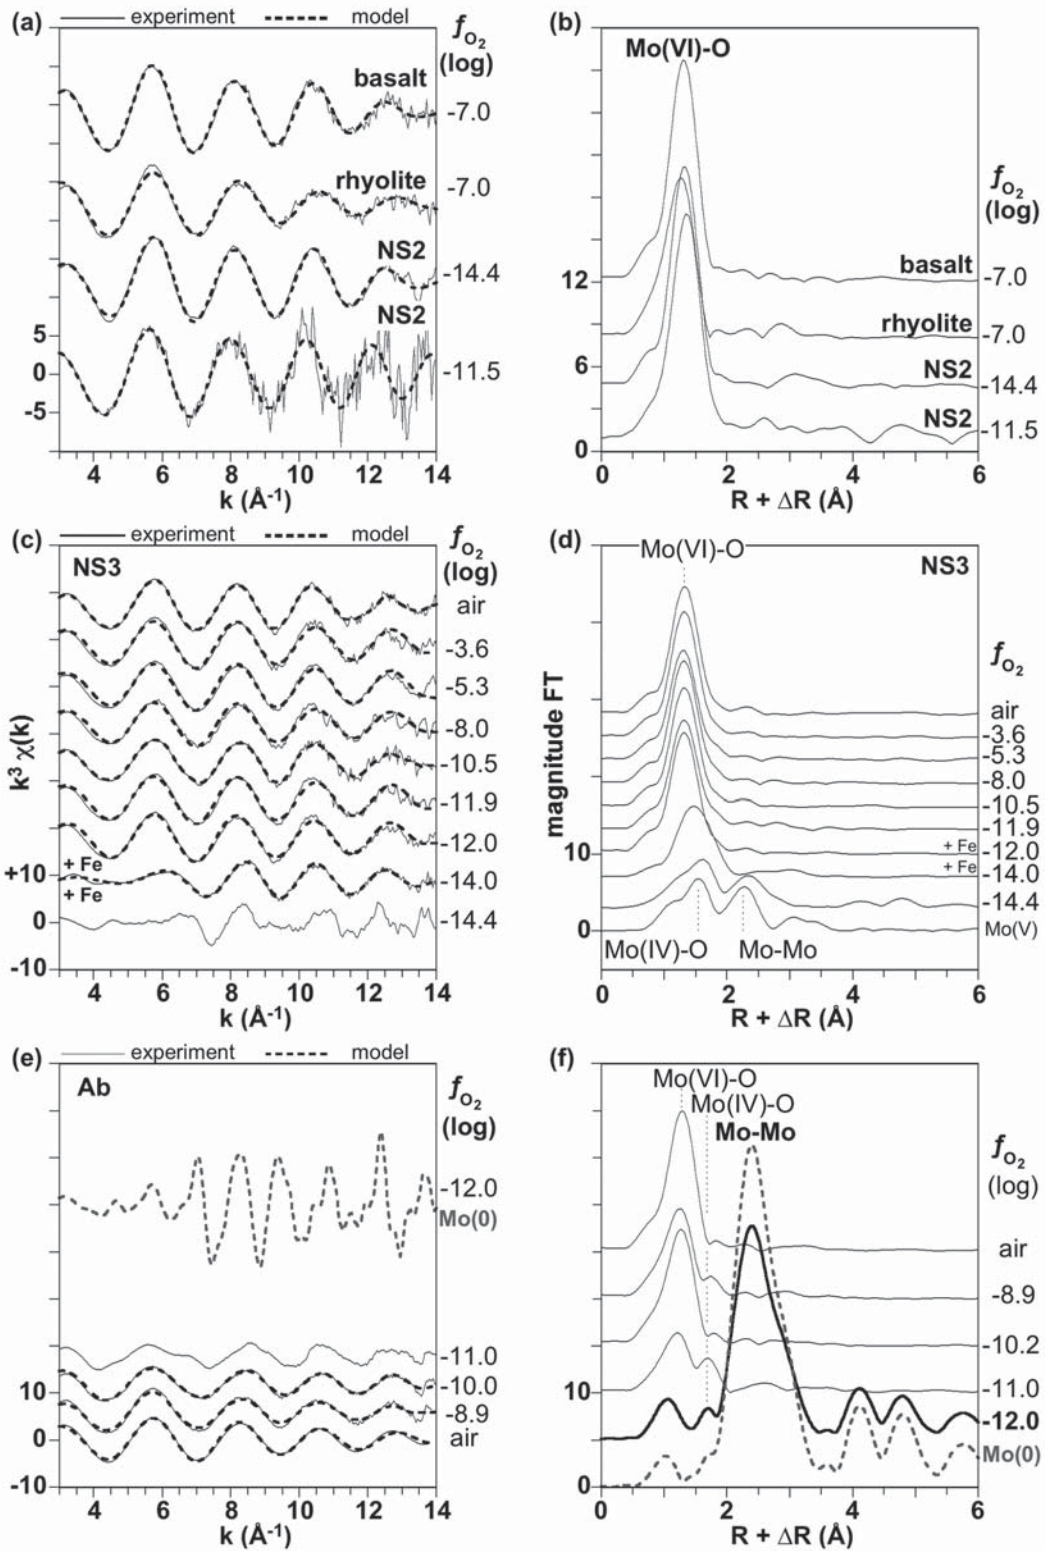 (a) experiment model fO2 (log)
basalt -7.0
rhyolite -7.0
NS2 -14.4
NS2
5
0 -11.5
-5
4 6 8 10 12 14
k (Å-1)
(b) Mo(VI)-O
fO2 (log)
12 basalt -7.0
rhyolite -7.0
6 NS2 -14.4
NS2 -11.5
0
0 2 4 6
R + ΔR (Å)
(c) experiment model fO2 (log)
NS3
air
-3.6
-5.3
-8.0
-10.5
-11.9
-12.0
+ Fe
+10 -14.0
+ Fe
0 -14.4
-10
k3 χ(k)
4 6 8 10 12 14
k (Å-1)
(d) Mo(VI)-O NS3
fO2
air
-3.6
-5.3
-8.0
-10.5
-11.9
10 + Fe -12.0
+ Fe -14.0
-14.4
0 Mo(V)
Mo(IV)-O Mo-Mo
magnitude FT
0 2 4 6
R + ΔR (Å)
(e) experiment model fO2 (log)
Ab
-12.0
Mo(0)
-11.0
10 -10.0
-8.9
0 air
-10
4 6 8 10 12 14
k (Å-1)
(f) Mo(VI)-O
Mo(IV)-O
Mo-Mo
fO2
(log)
air
-8.9
-10.2
10 -11.0
-12.0
Mo(0)
0
0 2 4 6
R + ΔR (Å)